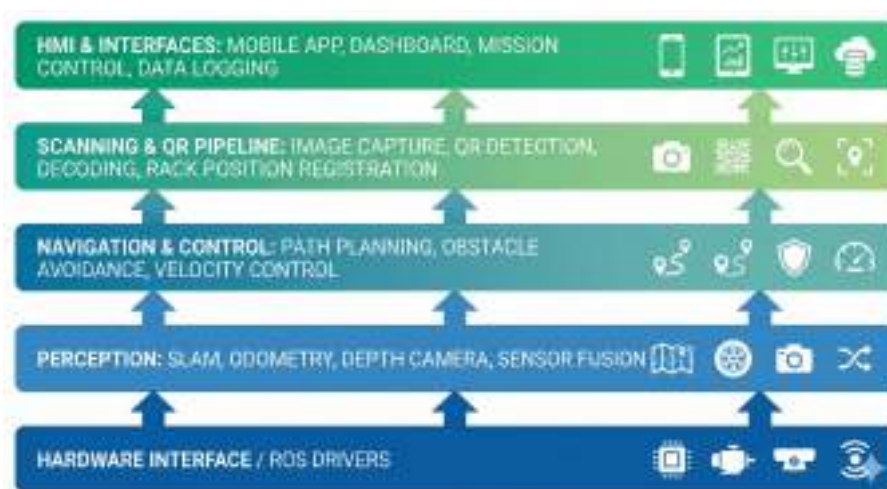 HMI & INTERFACES: MOBILE APP, DASHBOARD, MISSION
CONTROL, DATA LOGGING
SCANNING & QR PIPELINE: IMAGE CAPTURE, QR DETECTION,
DECODING, RACK POSITION REGISTRATION
NAVIGATION & CONTROL: PATH PLANNING, OBSTACLE
AVOIDANCE, VELOCITY CONTROL
PERCEPTION: SLAM, ODOMETRY, DEPTH CAMERA, SENSOR FUSION
HARDWARE INTERFACE / ROS DRIVERS